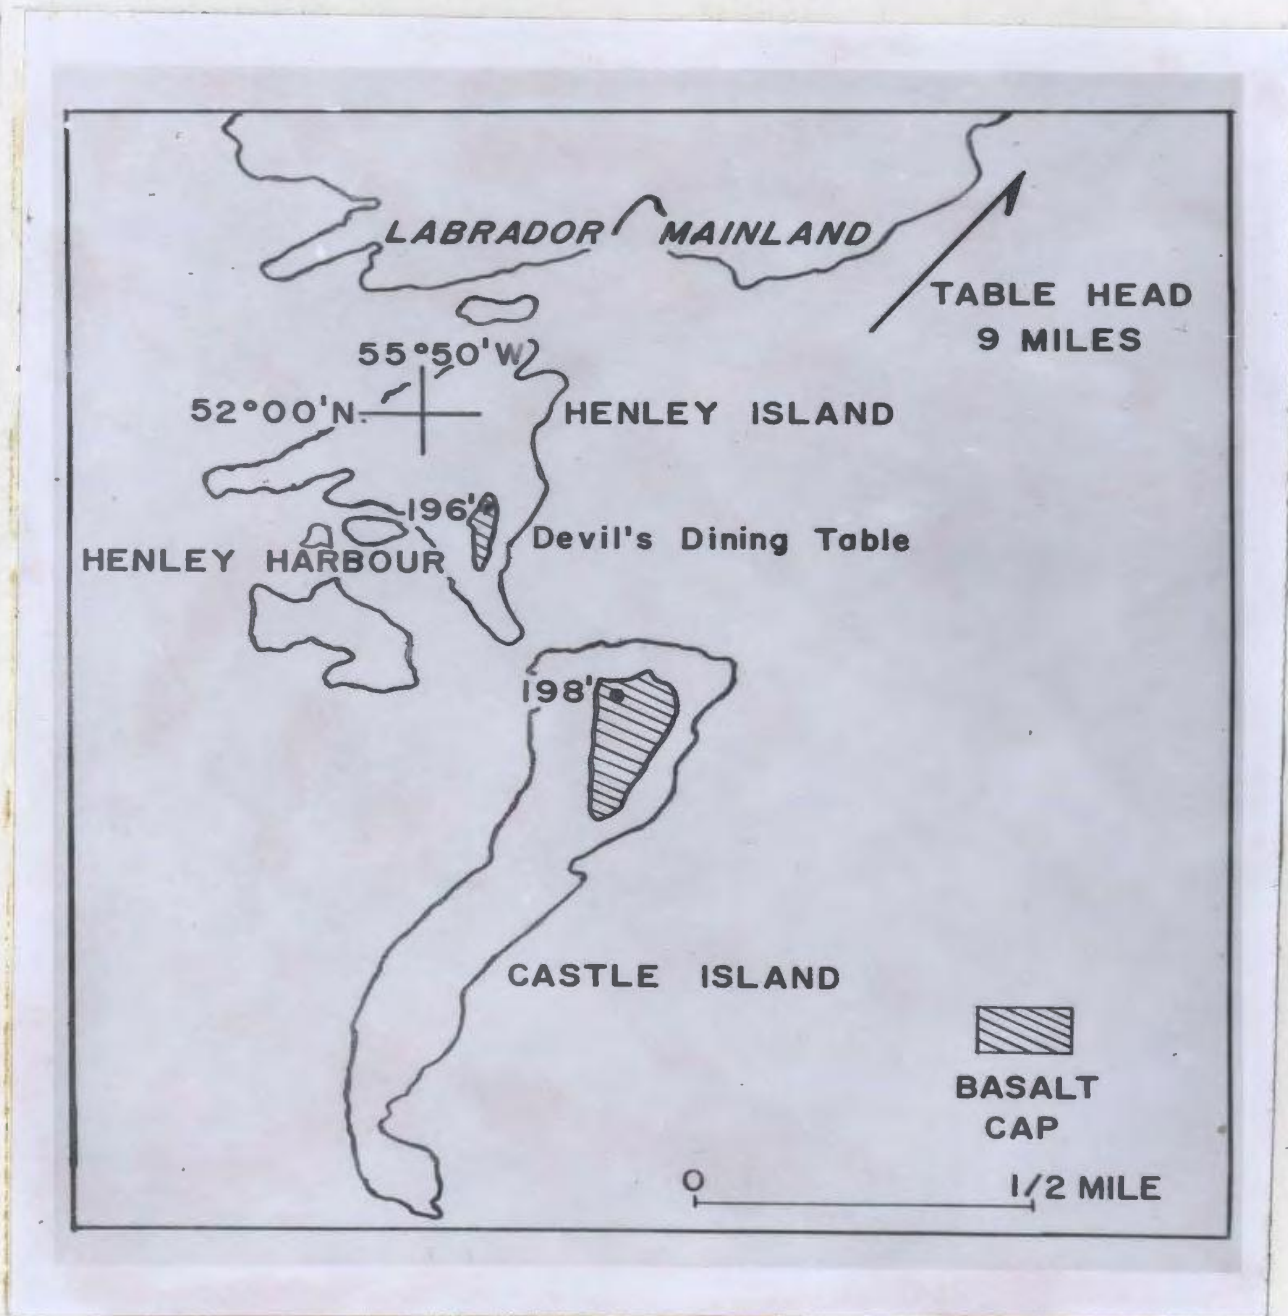 LABRADOR MAINLAND
TABLE HEAD
9 MILES
55°50'W
52°00'N
HENLEY ISLAND
196'
Devil's Dining Table
HENLEY HARBOUR
198'
CASTLE ISLAND
BASALT
CAP
0 1/2 MILE